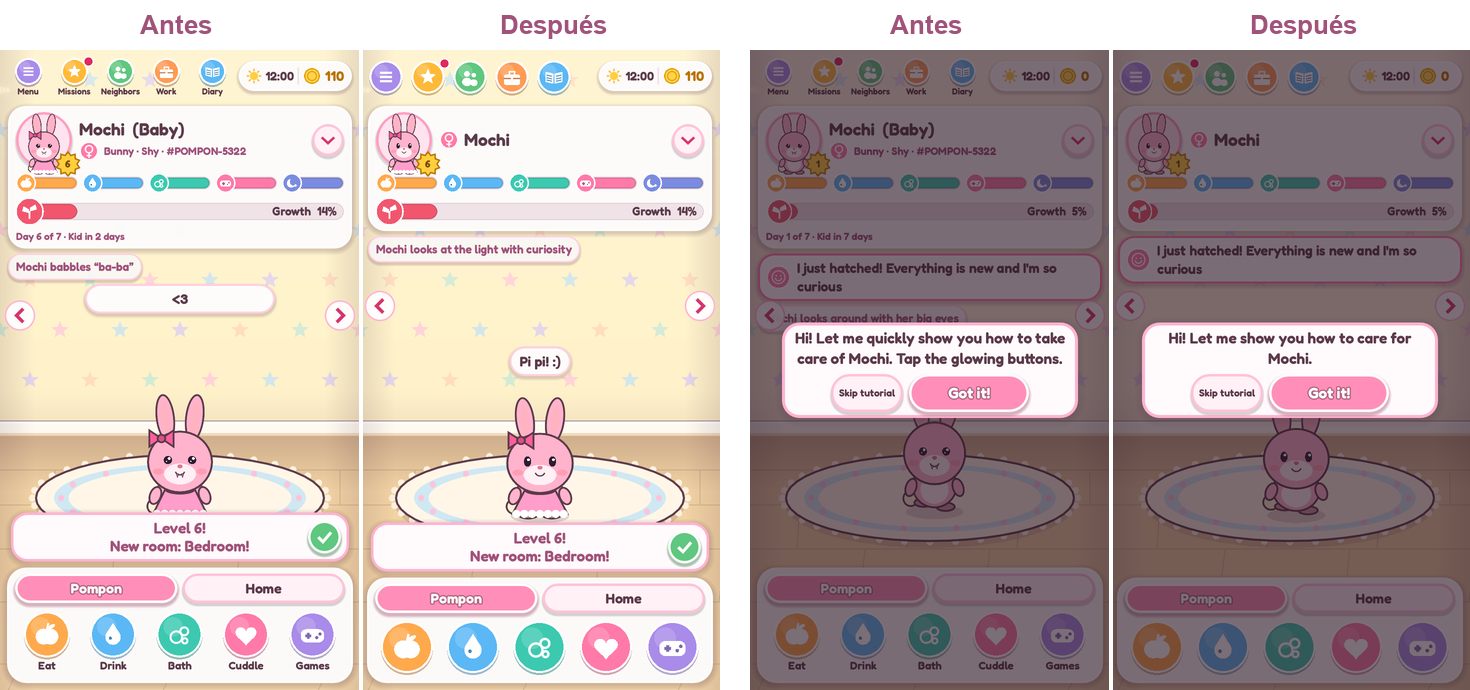 Antes
Después
Antes
Después
Menu
Missions
Neighbors
Work
Diary
12:00
110
Mochi (Baby)
Bunny · Shy · #POMPON-5322
6
Growth 14%
Day 6 of 7 · Kid in 2 days
Mochi babbles “ba-ba”
<3
Level 6!
New room: Bedroom!
Pompon
Home
Eat
Drink
Bath
Cuddle
Games
12:00
110
Mochi
6
Growth 14%
Mochi looks at the light with curiosity
Pi pi! :)
Level 6!
New room: Bedroom!
Pompon
Home
Menu
Missions
Neighbors
Work
Diary
12:00
0
Mochi (Baby)
Bunny · Shy · #POMPON-5322
1
Growth 5%
Day 1 of 7 · Kid in 7 days
I just hatched! Everything is new and I'm so
curious
chi looks around with her big eyes
Hi! Let me quickly show you how to take
care of Mochi. Tap the glowing buttons.
Skip tutorial
Got it!
Pompon
Home
Eat
Drink
Bath
Cuddle
Games
12:00
0
Mochi
1
Growth 5%
I just hatched! Everything is new and I'm so
curious
Hi! Let me show you how to care for
Mochi.
Skip tutorial
Got it!
Pompon
Home